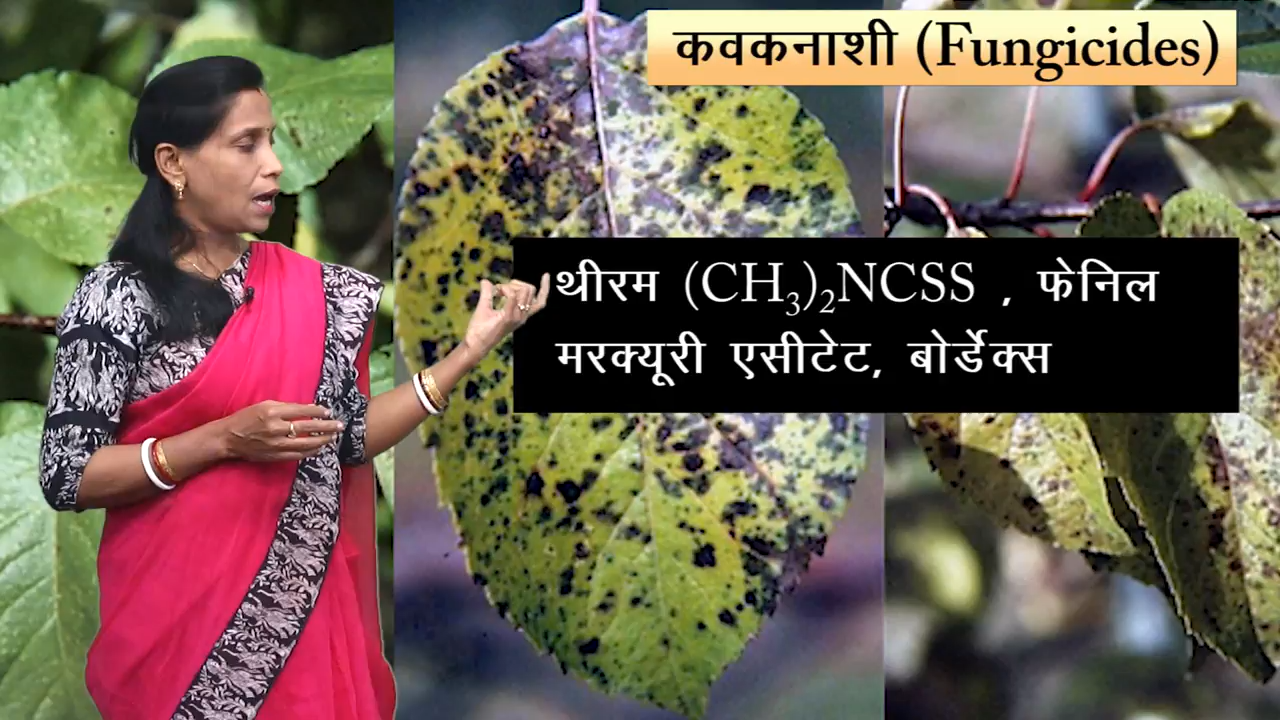 कवकनाशी (Fungicides)
थीरम (CH₃)₂NCSS , फेनिल
मरक्यूरी एसीटेट, बोर्डेक्स